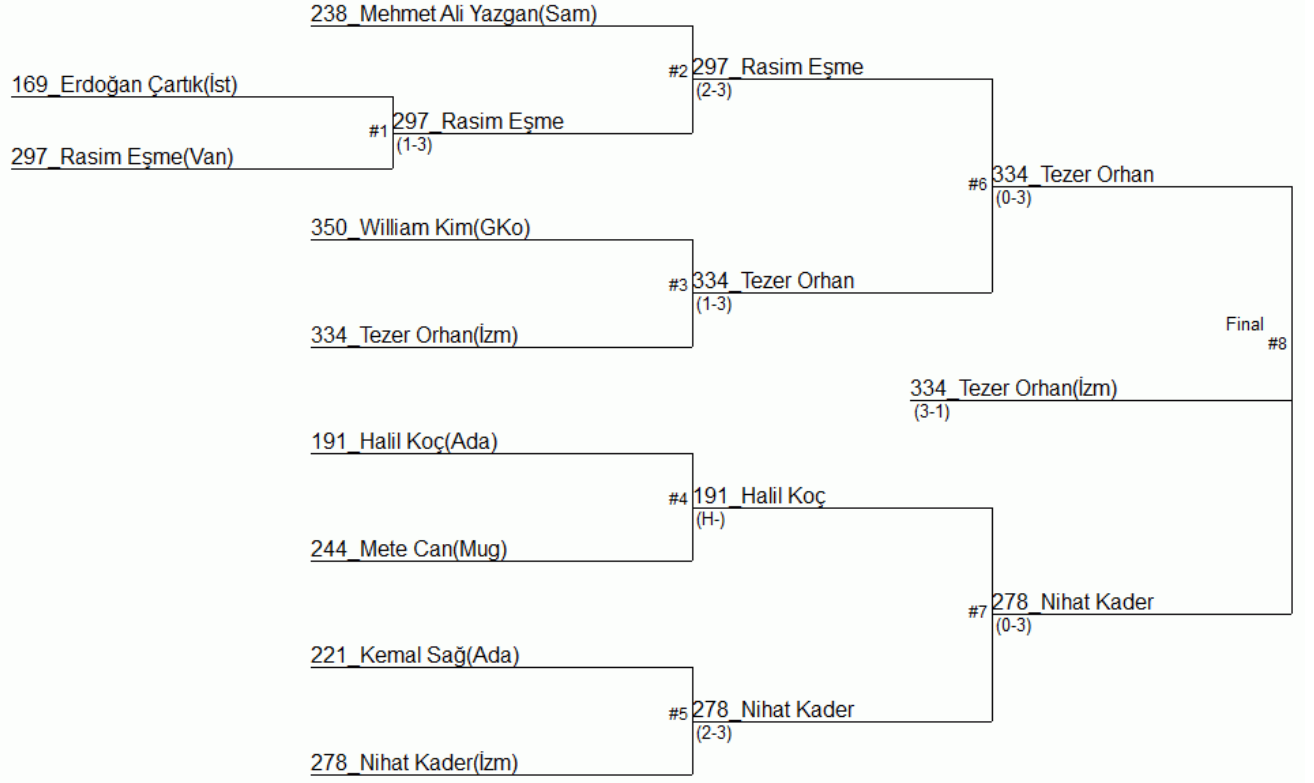 238_Mehmet Ali Yazgan(Sam)
#2 297_Rasim Eşme
(2-3)
169_Erdoğan Çartık(İst)
#1 297_Rasim Eşme
(1-3)
297_Rasim Eşme(Van)
#6 334_Tezer Orhan
(0-3)
350_William Kim(GKo)
#3 334_Tezer Orhan
(1-3)
334_Tezer Orhan(İzm)
Final
#8
334_Tezer Orhan(İzm)
(3-1)
191_Halil Koç(Ada)
#4 191_Halil Koç
(H-)
244_Mete Can(Mug)
#7 278_Nihat Kader
(0-3)
221_Kemal Sağ(Ada)
#5 278_Nihat Kader
(2-3)
278_Nihat Kader(İzm)